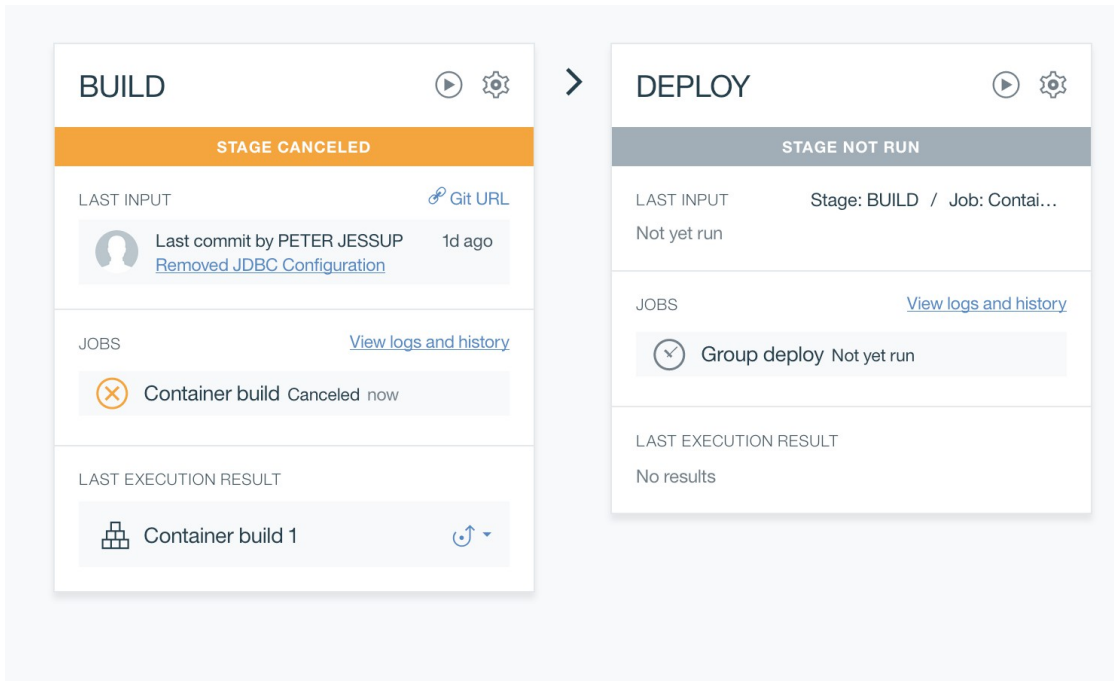 BUILD
STAGE CANCELED
LAST INPUT
Git URL
Last commit by PETER JESSUP
1d ago
Removed JDBC Configuration
JOBS
View logs and history
Container build Canceled now
LAST EXECUTION RESULT
Container build 1
DEPLOY
STAGE NOT RUN
LAST INPUT
Stage: BUILD / Job: Contai...
Not yet run
JOBS
View logs and history
Group deploy Not yet run
LAST EXECUTION RESULT
No results